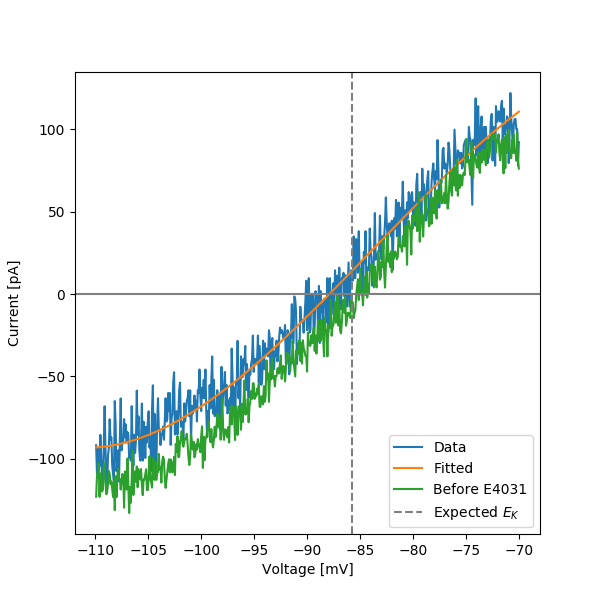 100
50
0
−50
−100
Current [pA]
−110 −105 −100 −95 −90 −85 −80 −75 −70
Voltage [mV]
Data
Fitted
Before E4031
Expected $E_K$